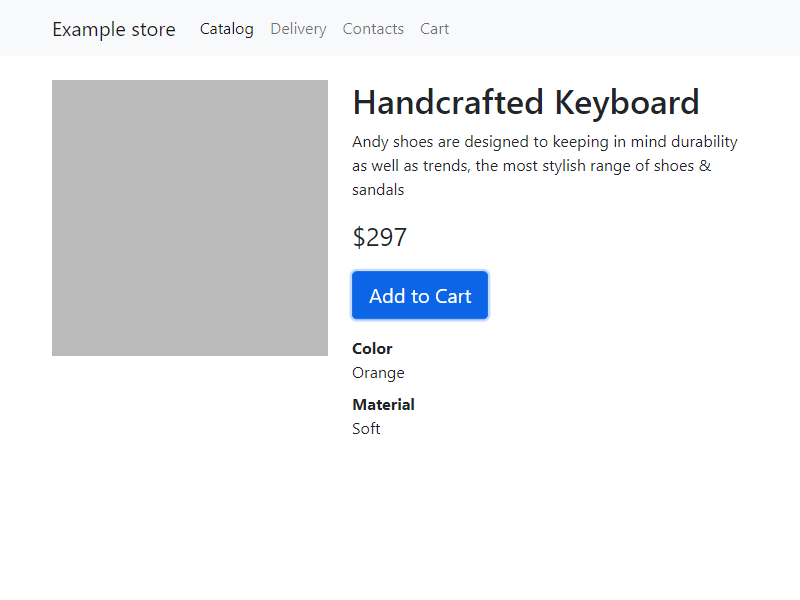 Example store Catalog Delivery Contacts Cart
Handcrafted Keyboard
Andy shoes are designed to keeping in mind durability
as well as trends, the most stylish range of shoes &
sandals
$297
Add to Cart
Color
Orange
Material
Soft